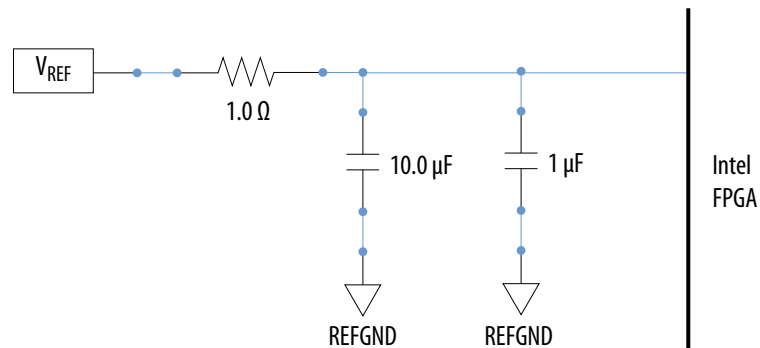 VREF
1.0 Ω
10.0 µF
1 µF
Intel
FPGA
REFGND
REFGND